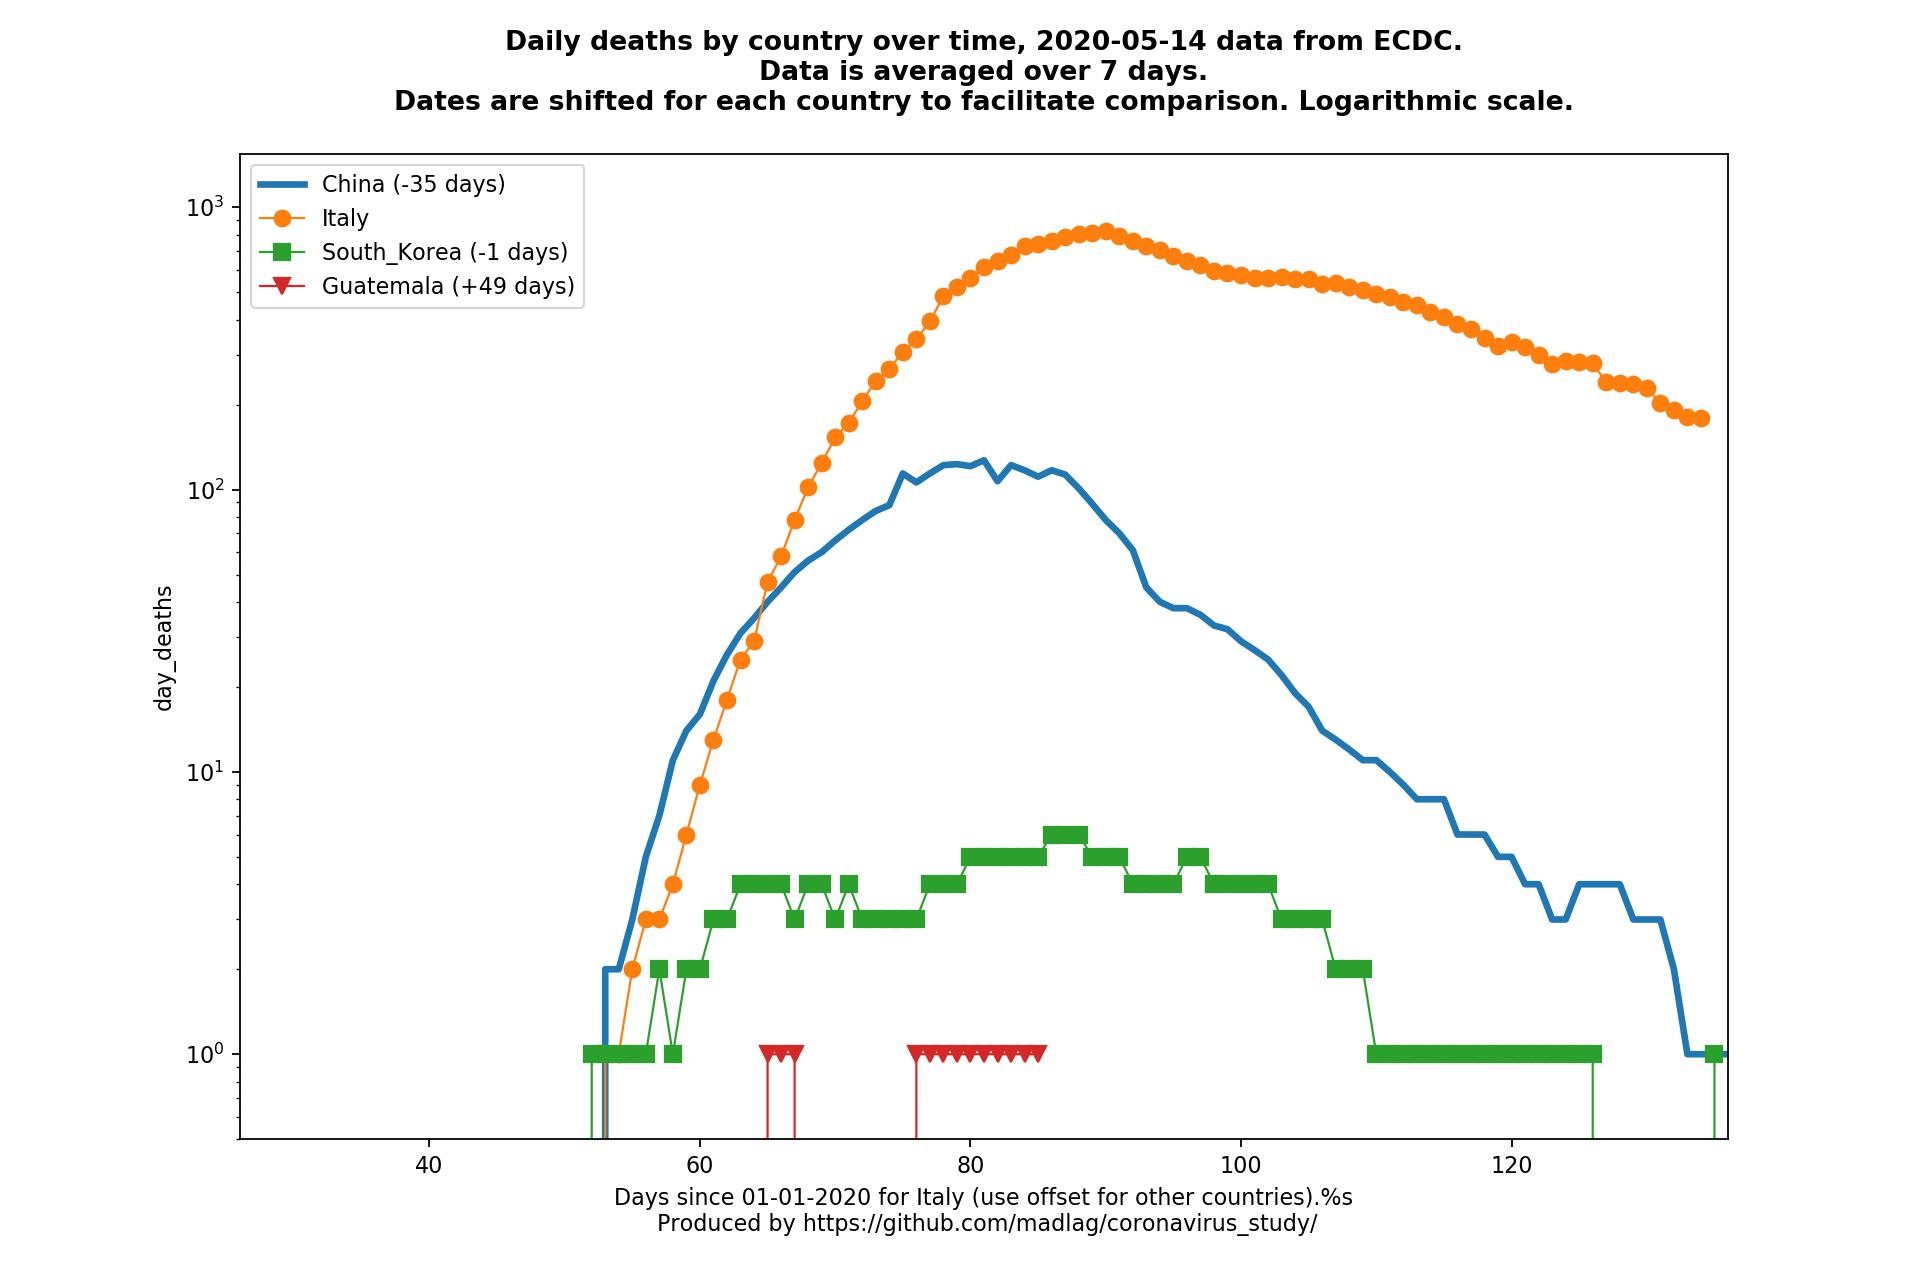 Daily deaths by country over time, 2020-05-14 data from ECDC.
Data is averaged over 7 days.
Dates are shifted for each country to facilitate comparison. Logarithmic scale.
China (-35 days)
Italy
South_Korea (-1 days)
Guatemala (+49 days)
day_deaths
10³
10²
10¹
10⁰
40 60 80 100 120
Days since 01-01-2020 for Italy (use offset for other countries).%s
Produced by https://github.com/madlag/coronavirus_study/